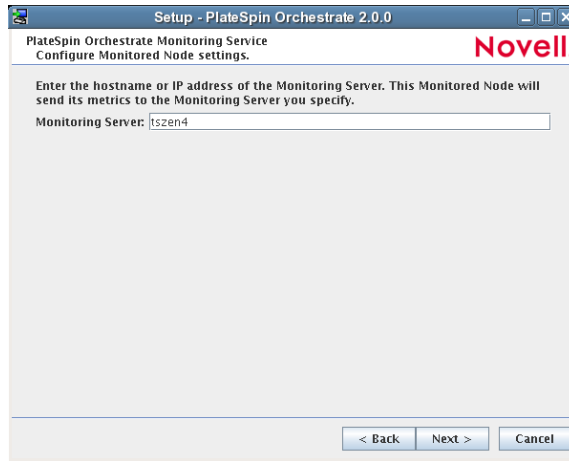 Setup - PlateSpin Orchestrate 2.0.0
PlateSpin Orchestrate Monitoring Service
Configure Monitored Node settings.
Novell
Enter the hostname or IP address of the Monitoring Server. This Monitored Node will
send its metrics to the Monitoring Server you specify.
Monitoring Server: tszen4
< Back Next > Cancel